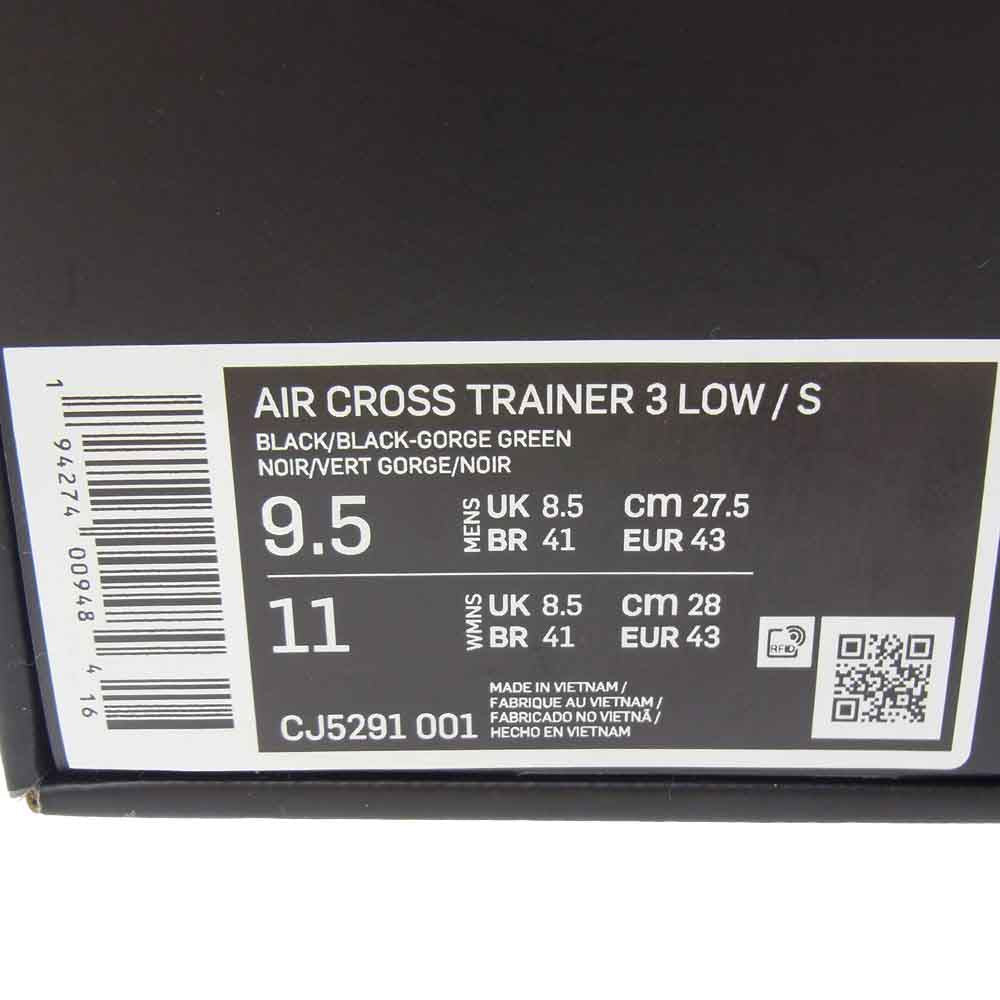 AIR CROSS TRAINER 3 LOW / S
BLACK/BLACK-GORGE GREEN
NOIR/VERT GORGE/NOIR
9.5 MENS UK 8.5 cm 27.5
BR 41 EUR 43
11 WMNS UK 8.5 cm 28
BR 41 EUR 43
RFID
CJ5291 001
MADE IN VIETNAM /
FABRIQUE AU VIETNAM /
FABRICADO NO VIETNÃ /
HECHO EN VIETNAM
1 94274 00948 4 16